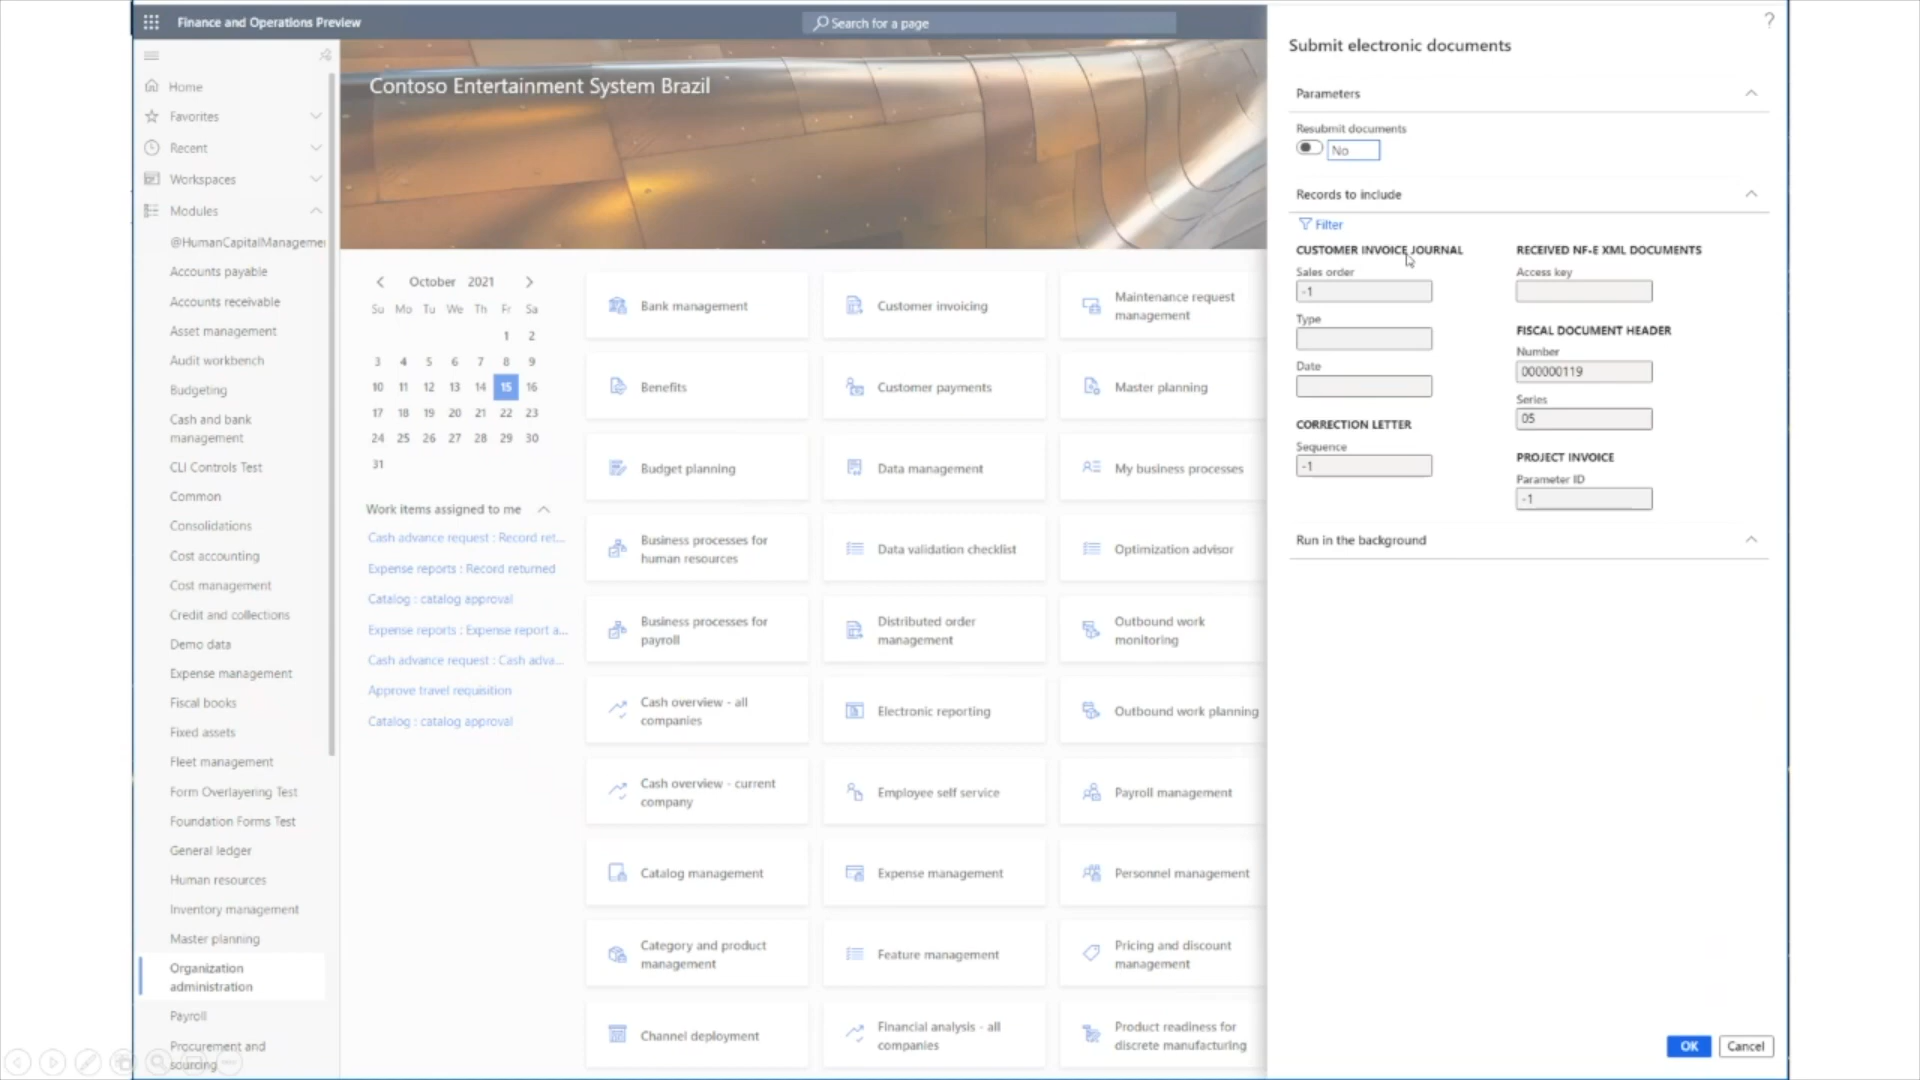 Finance and Operations Preview
Search for a page
?
Home
Favorites
Recent
Workspaces
Modules
@HumanCapitalManagemer
Accounts payable
Accounts receivable
Asset management
Audit workbench
Budgeting
Cash and bank
management
CLI Controls Test
Common
Consolidations
Cost accounting
Cost management
Credit and collections
Demo data
Expense management
Fiscal books
Fixed assets
Fleet management
Form Overlayering Test
Foundation Forms Test
General ledger
Human resources
Inventory management
Master planning
Organization
administration
Payroll
Procurement and
sourcing
Contoso Entertainment System Brazil
October 2021
Su Mo Tu We Th Fr Sa
1 2
3 4 5 6 7 8 9
10 11 12 13 14 15 16
17 18 19 20 21 22 23
24 25 26 27 28 29 30
31
Work items assigned to me
Cash advance request : Record ret...
Expense reports : Record returned
Catalog : catalog approval
Expense reports : Expense report a...
Cash advance request : Cash adva...
Approve travel requisition
Catalog : catalog approval
Bank management
Benefits
Budget planning
Business processes for
human resources
Business processes for
payroll
Cash overview - all
companies
Cash overview - current
company
Catalog management
Category and product
management
Channel deployment
Customer invoicing
Customer payments
Data management
Data validation checklist
Distributed order
management
Electronic reporting
Employee self service
Expense management
Feature management
Financial analysis - all
companies
Maintenance request
management
Master planning
My business processes
Optimization advisor
Outbound work
monitoring
Outbound work planning
Payroll management
Personnel management
Pricing and discount
management
Product readiness for
discrete manufacturing
Submit electronic documents
Parameters
Resubmit documents
No
Records to include
Filter
CUSTOMER INVOICE JOURNAL
Sales order
-1
Type
Date
CORRECTION LETTER
Sequence
-1
RECEIVED NF-E XML DOCUMENTS
Access key
FISCAL DOCUMENT HEADER
Number
000000119
Series
05
PROJECT INVOICE
Parameter ID
-1
Run in the background
OK
Cancel